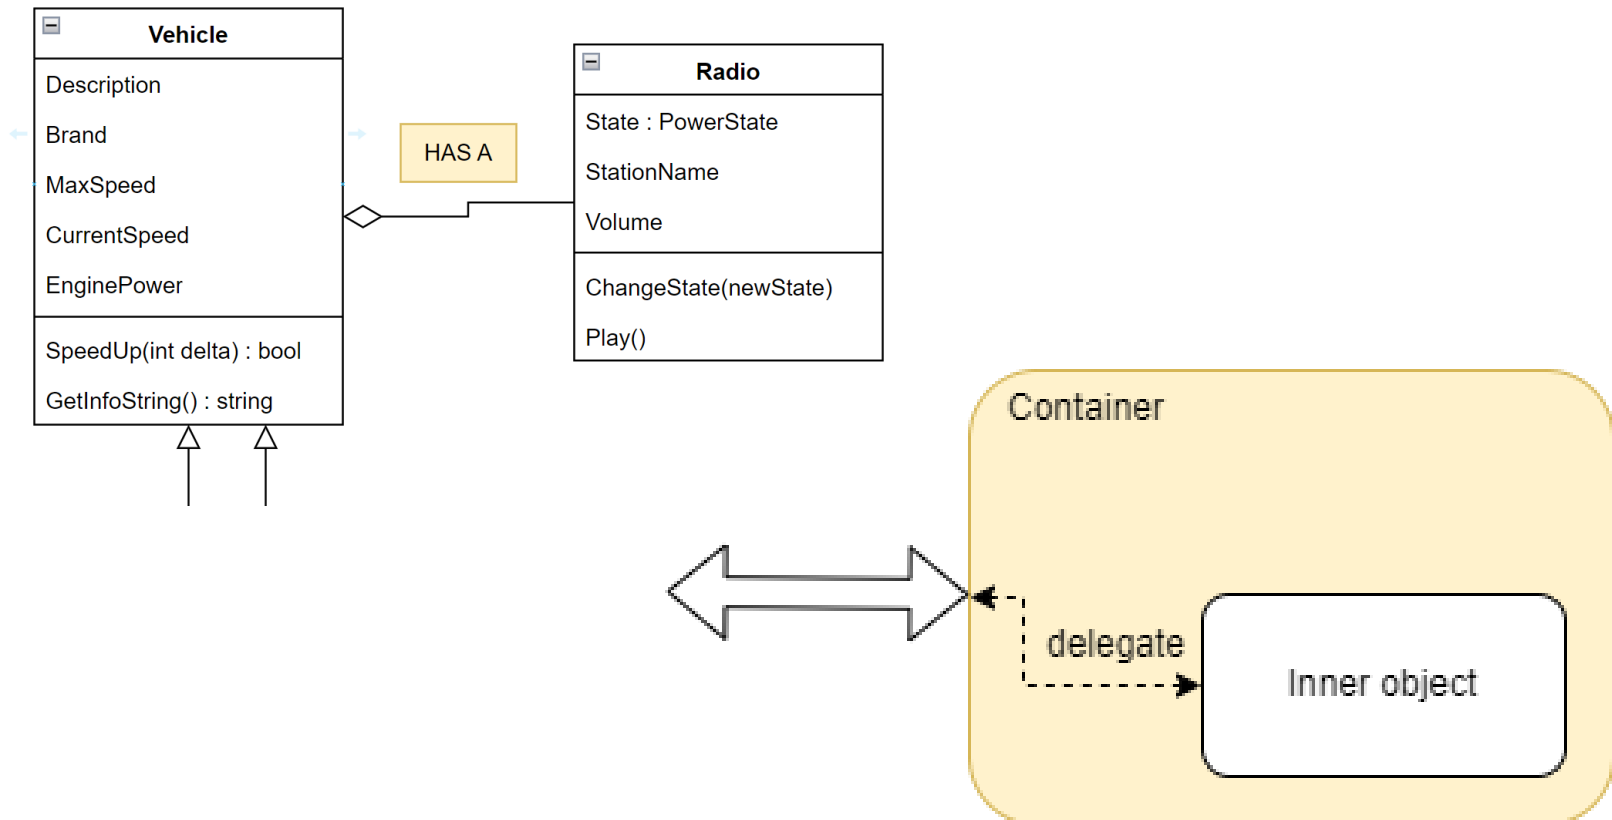 Vehicle
Description
Brand
MaxSpeed
CurrentSpeed
EnginePower
SpeedUp(int delta) : bool
GetInfoString() : string
HAS A
Radio
State : PowerState
StationName
Volume
ChangeState(newState)
Play()
Container
delegate
Inner object